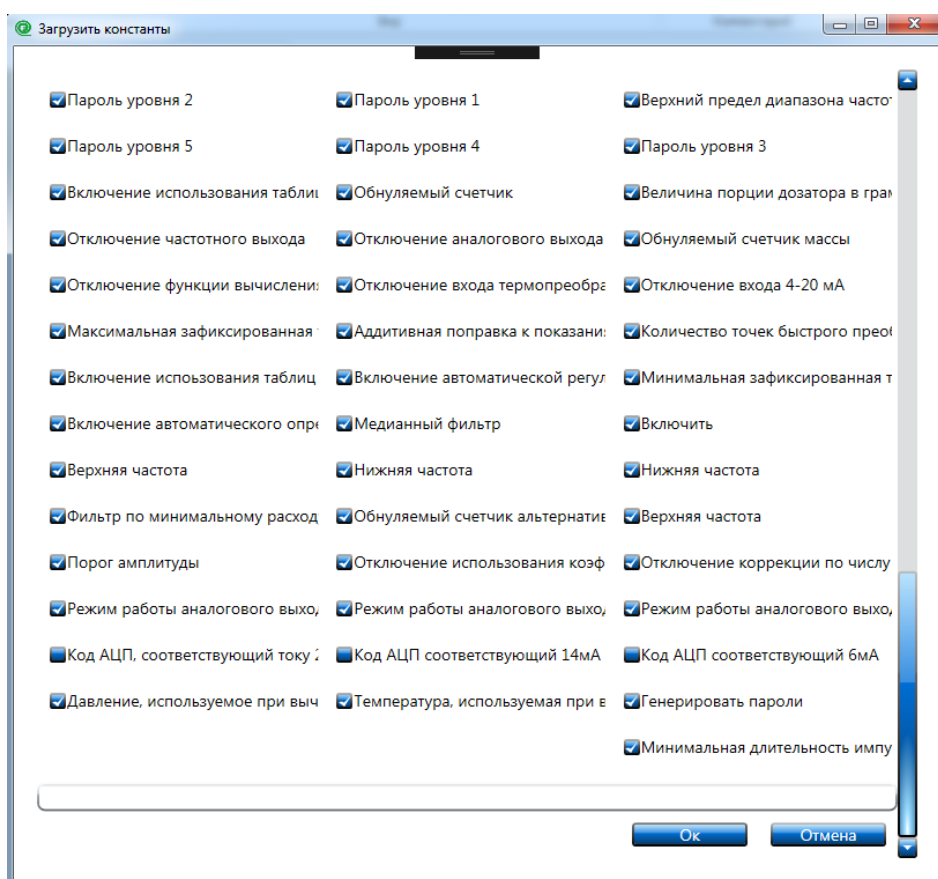 Загрузить константы
Пароль уровня 2 Пароль уровня 1 Верхний предел диапазона часто
Пароль уровня 5 Пароль уровня 4 Пароль уровня 3
Включение использования таблиц Обнуляемый счетчик Величина порции дозатора в грам
Отключение частотного выхода Отключение аналогового выхода Обнуляемый счетчик массы
Отключение функции вычисления Отключение входа термопреобра Отключение входа 4-20 мА
Максимальная зафиксированная Аддитивная поправка к показани Количество точек быстрого прео
Включение испоьзования таблиц Включение автоматической регул Минимальная зафиксированная т
Включение автоматического опре Медианный фильтр Включить
Верхняя частота Нижняя частота Нижняя частота
Фильтр по минимальному расход Обнуляемый счетчик альтернатив Верхняя частота
Порог амплитуды Отключение использования коэф Отключение коррекции по числу
Режим работы аналогового выхо Режим работы аналогового выхо Режим работы аналогового выхо
Код АЦП, соответствующий току 2 Код АЦП соответствующий 14мА Код АЦП соответствующий 6мА
Давление, используемое при выч Температура, используемая при в Генерировать пароли
Минимальная длительность импу
Ок Отмена